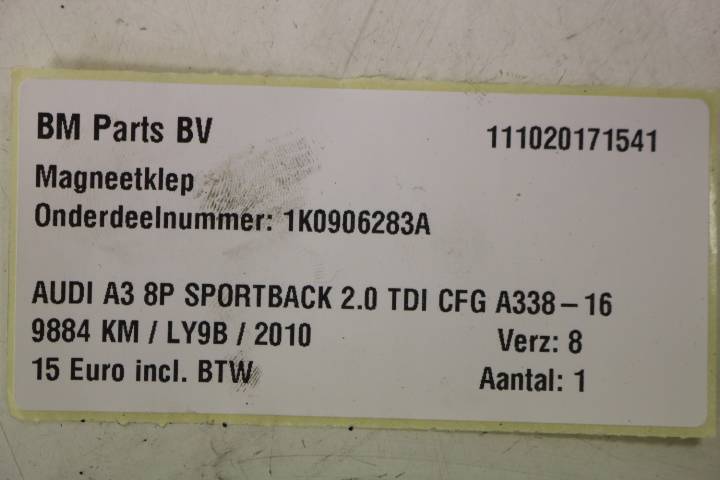 BM Parts BV 111020171541
Magneetklep
Onderdeelnummer: 1K0906283A
AUDI A3 8P SPORTBACK 2.0 TDI CFG A338-16
9884 KM / LY9B / 2010 Verz: 8
15 Euro incl. BTW Aantal: 1